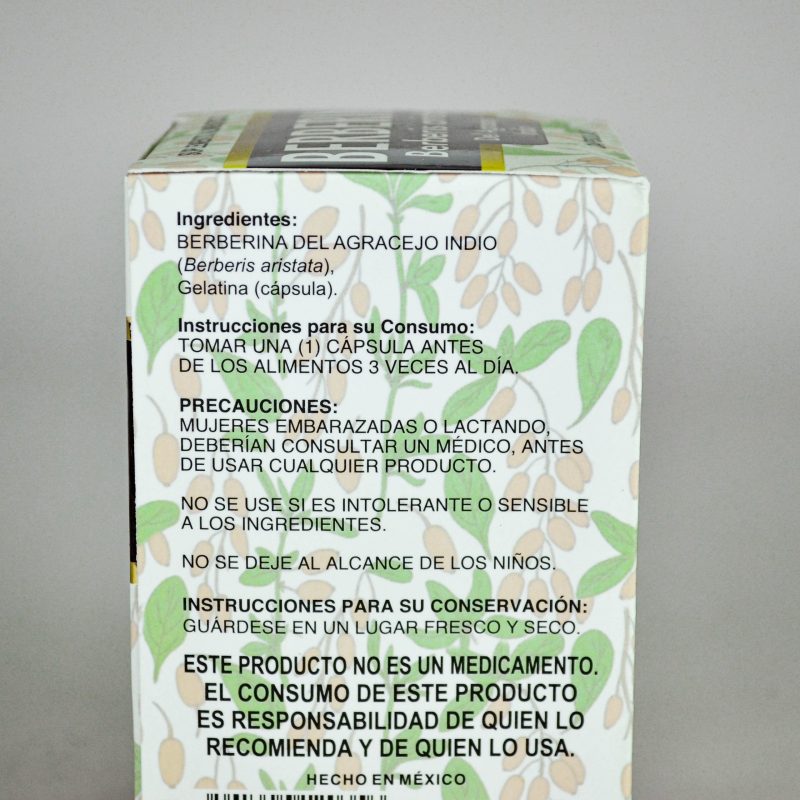 Ingredientes:
BERBERINA DEL AGRACEJO INDIO
(Berberis aristata),
Gelatina (cápsula).
Instrucciones para su Consumo:
TOMAR UNA (1) CÁPSULA ANTES
DE LOS ALIMENTOS 3 VECES AL DÍA.
PRECAUCIONES:
MUJERES EMBARAZADAS O LACTANDO,
DEBERÍAN CONSULTAR UN MÉDICO, ANTES
DE USAR CUALQUIER PRODUCTO.
NO SE USE SI ES INTOLERANTE O SENSIBLE
A LOS INGREDIENTES.
NO SE DEJE AL ALCANCE DE LOS NIÑOS.
INSTRUCCIONES PARA SU CONSERVACIÓN:
GUÁRDESE EN UN LUGAR FRESCO Y SECO.
ESTE PRODUCTO NO ES UN MEDICAMENTO.
EL CONSUMO DE ESTE PRODUCTO
ES RESPONSABILIDAD DE QUIEN LO
RECOMIENDA Y DE QUIEN LO USA.
HECHO EN MÉXICO